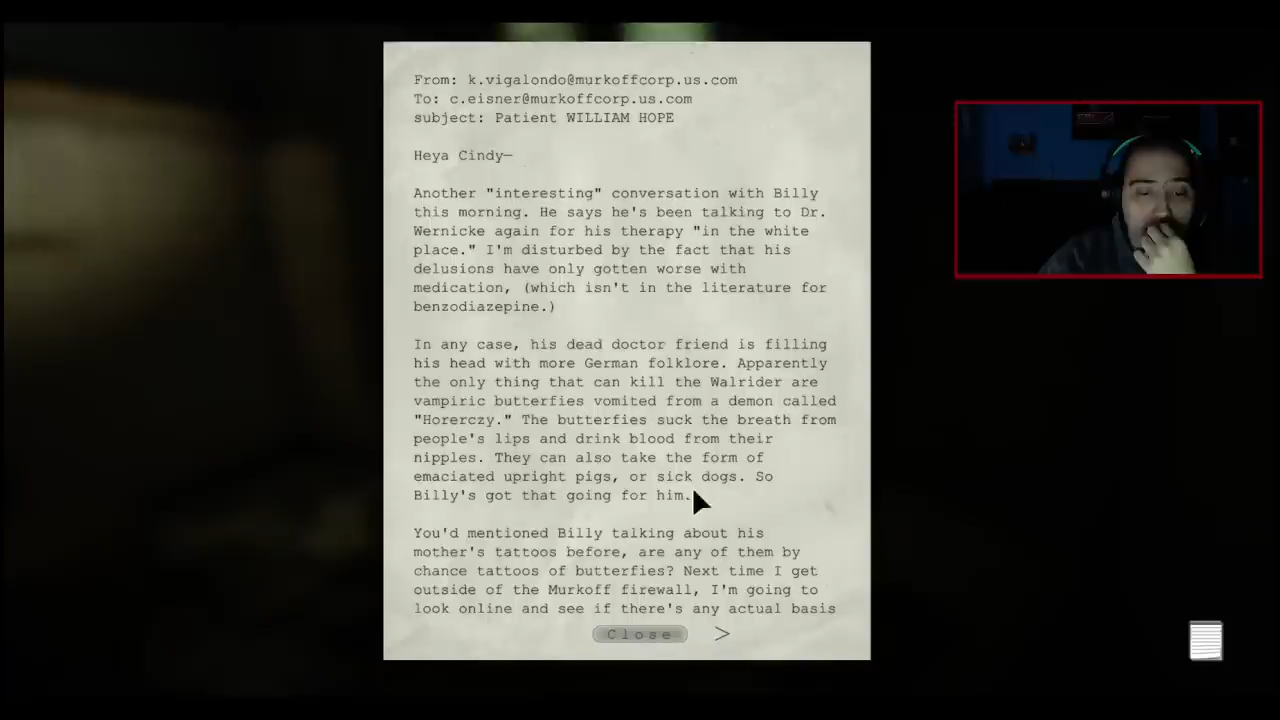 From: k.vigalondo@murkoffcorp.us.com
To: c.eisner@murkoffcorp.us.com
subject: Patient WILLIAM HOPE
Heya Cindy—
Another "interesting" conversation with Billy
this morning. He says he's been talking to Dr.
Wernicke again for his therapy "in the white
place." I'm disturbed by the fact that his
delusions have only gotten worse with
medication, (which isn't in the literature for
benzodiazepine.)
In any case, his dead doctor friend is filling
his head with more German folklore. Apparently
the only thing that can kill the Walrider are
vampiric butterfies vomited from a demon called
"Horerczy." The butterfies suck the breath from
people's lips and drink blood from their
nipples. They can also take the form of
emaciated upright pigs, or sick dogs. So
Billy's got that going for him.
You'd mentioned Billy talking about his
mother's tattoos before, are any of them by
chance tattoos of butterfies? Next time I get
outside of the Murkoff firewall, I'm going to
look online and see if there's any actual basis
Close >